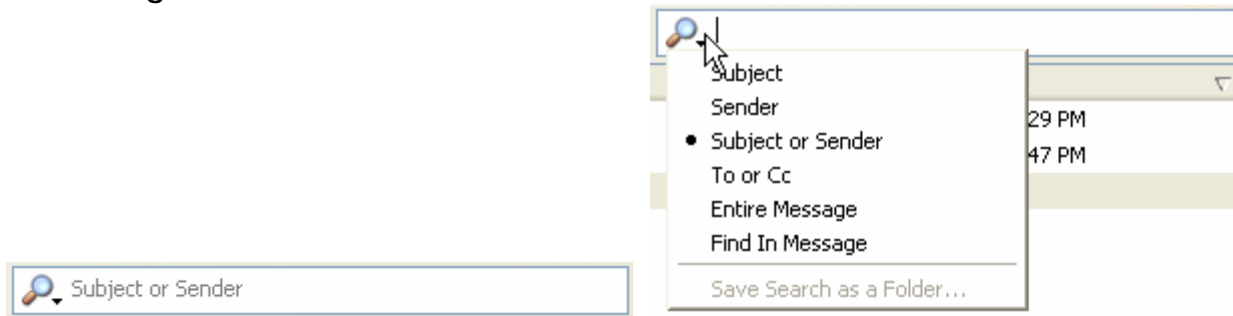 Subject
Sender
29 PM
Subject or Sender
47 PM
To or Cc
Entire Message
Find In Message
Save Search as a Folder...
Subject or Sender